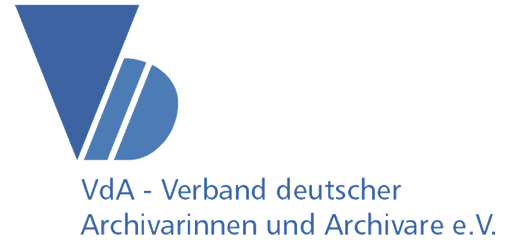 VdA - Verband deutscher
Archivarinnen und Archivare e.V.